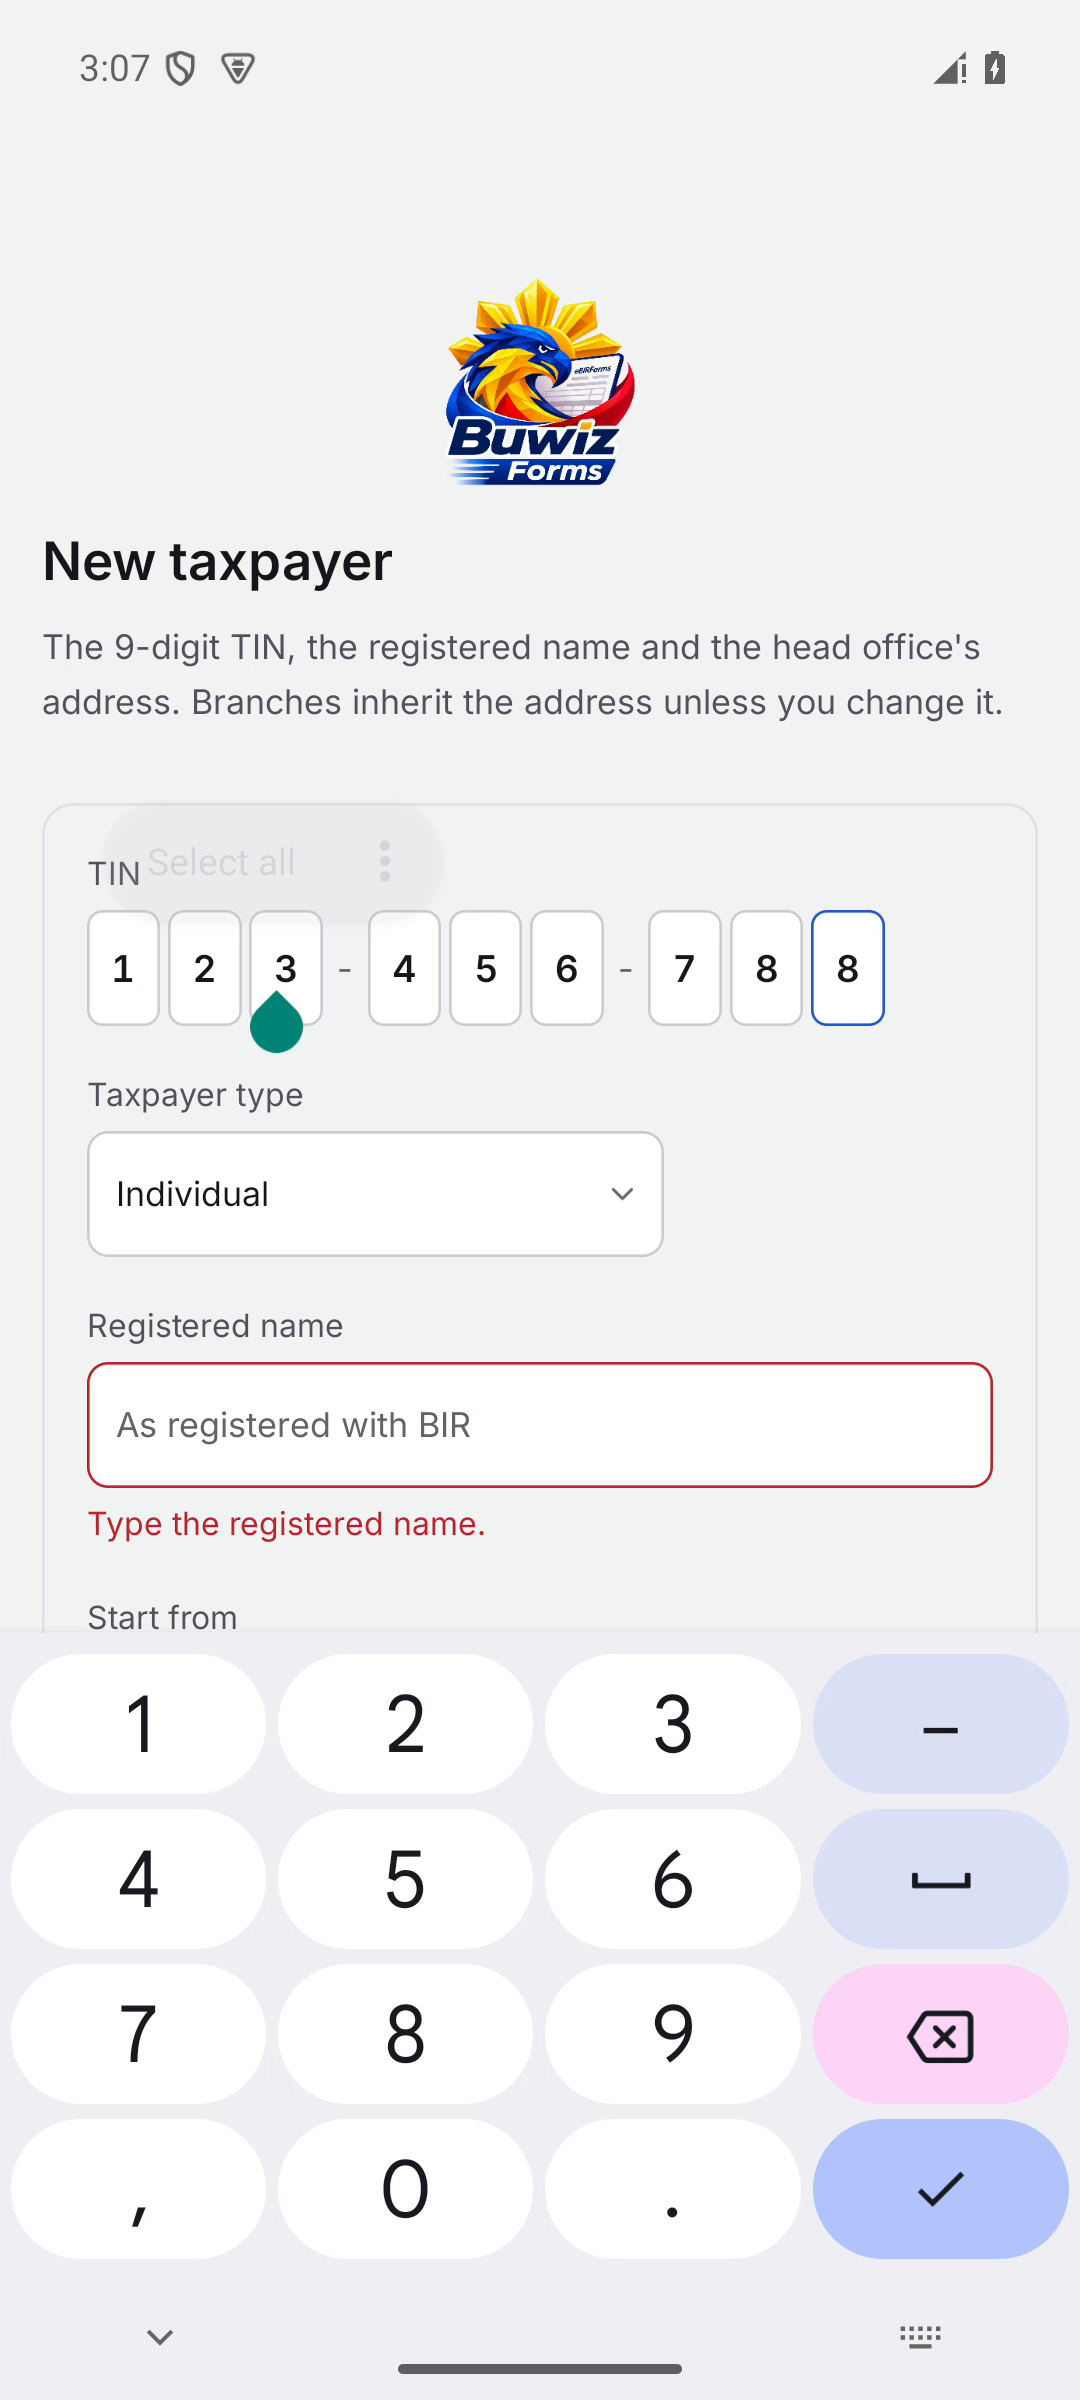 3:07
eBIRForms
Buwiz
Forms
New taxpayer
The 9-digit TIN, the registered name and the head office's
address. Branches inherit the address unless you change it.
TIN
Select all
1 2 3 - 4 5 6 - 7 8 8
Taxpayer type
Individual
Registered name
As registered with BIR
Type the registered name.
Start from
1 2 3 –
4 5 6
7 8 9
, 0 .